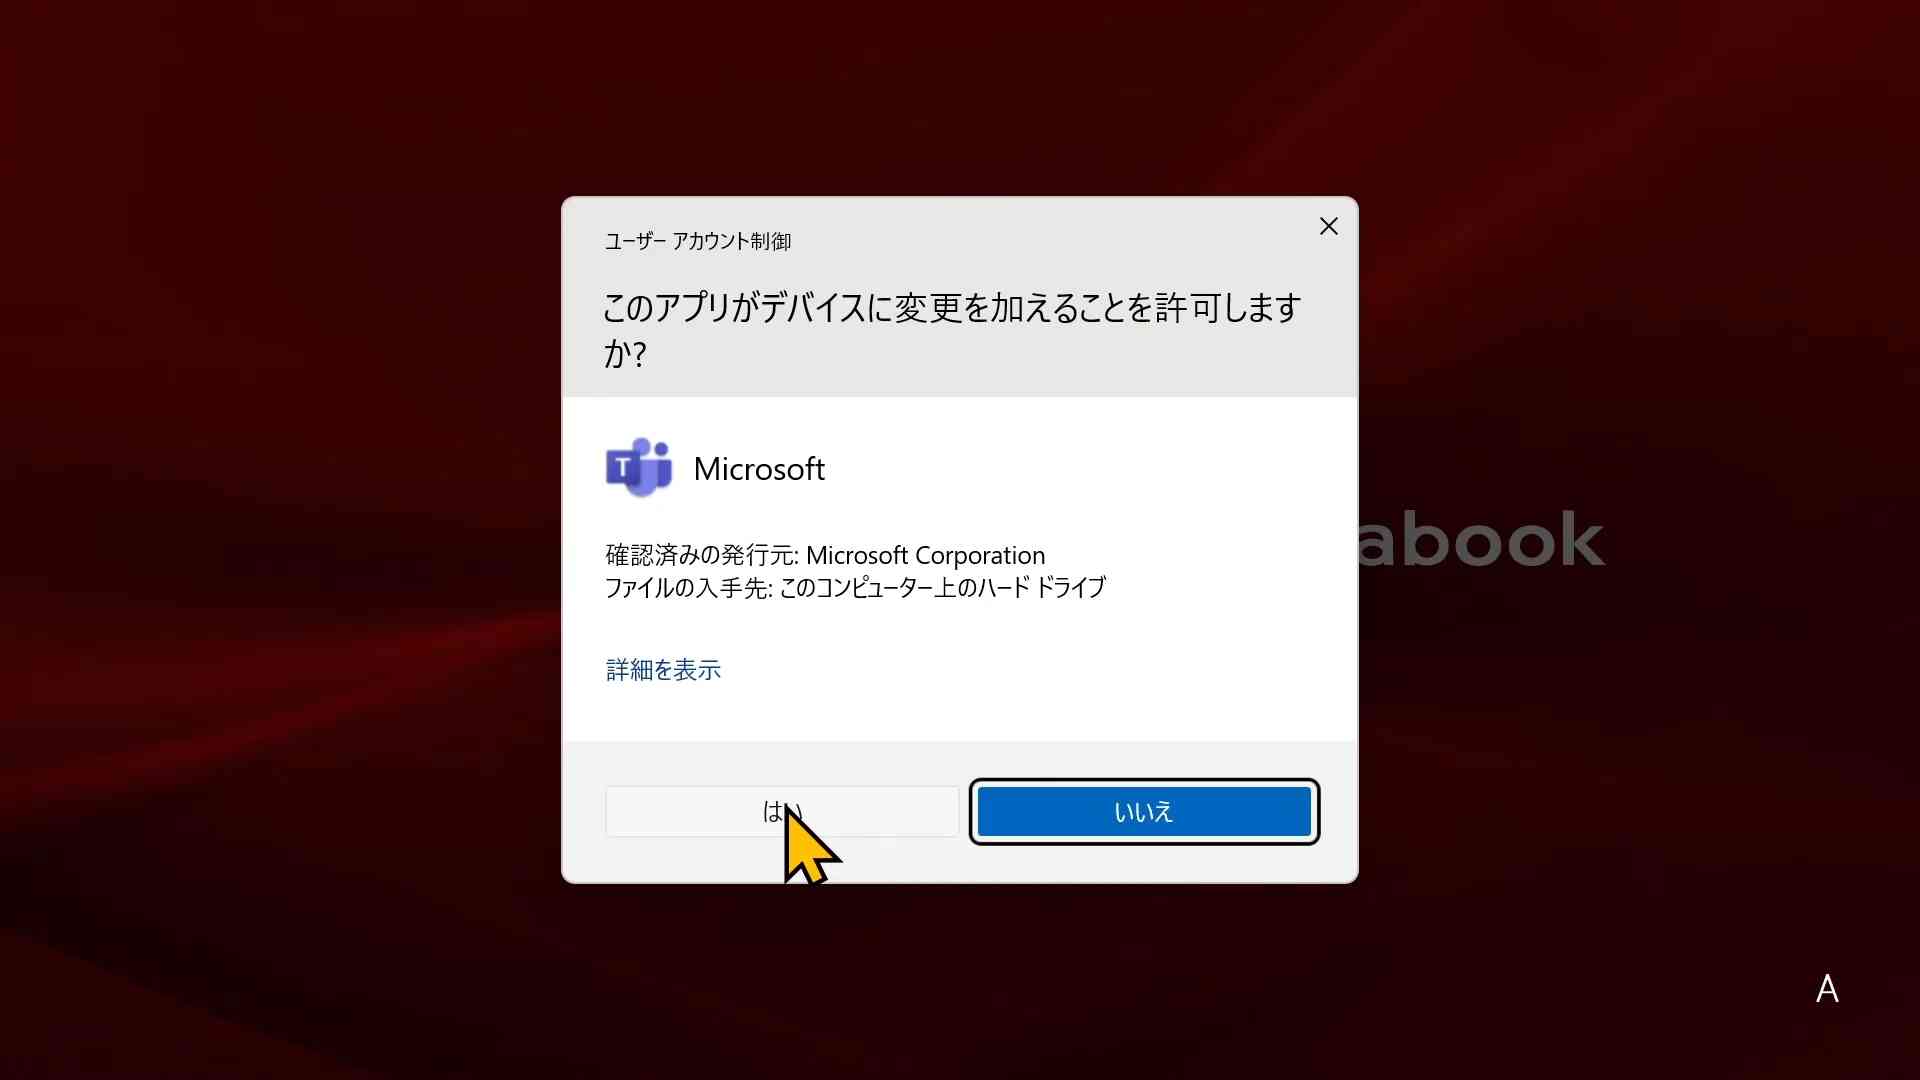 ユーザー アカウント制御
このアプリがデバイスに変更を加えることを許可します
か?
T
Microsoft
確認済みの発行元: Microsoft Corporation
ファイルの入手先: このコンピューター上のハード ドライブ
abook
詳細を表示
はい
いいえ
A